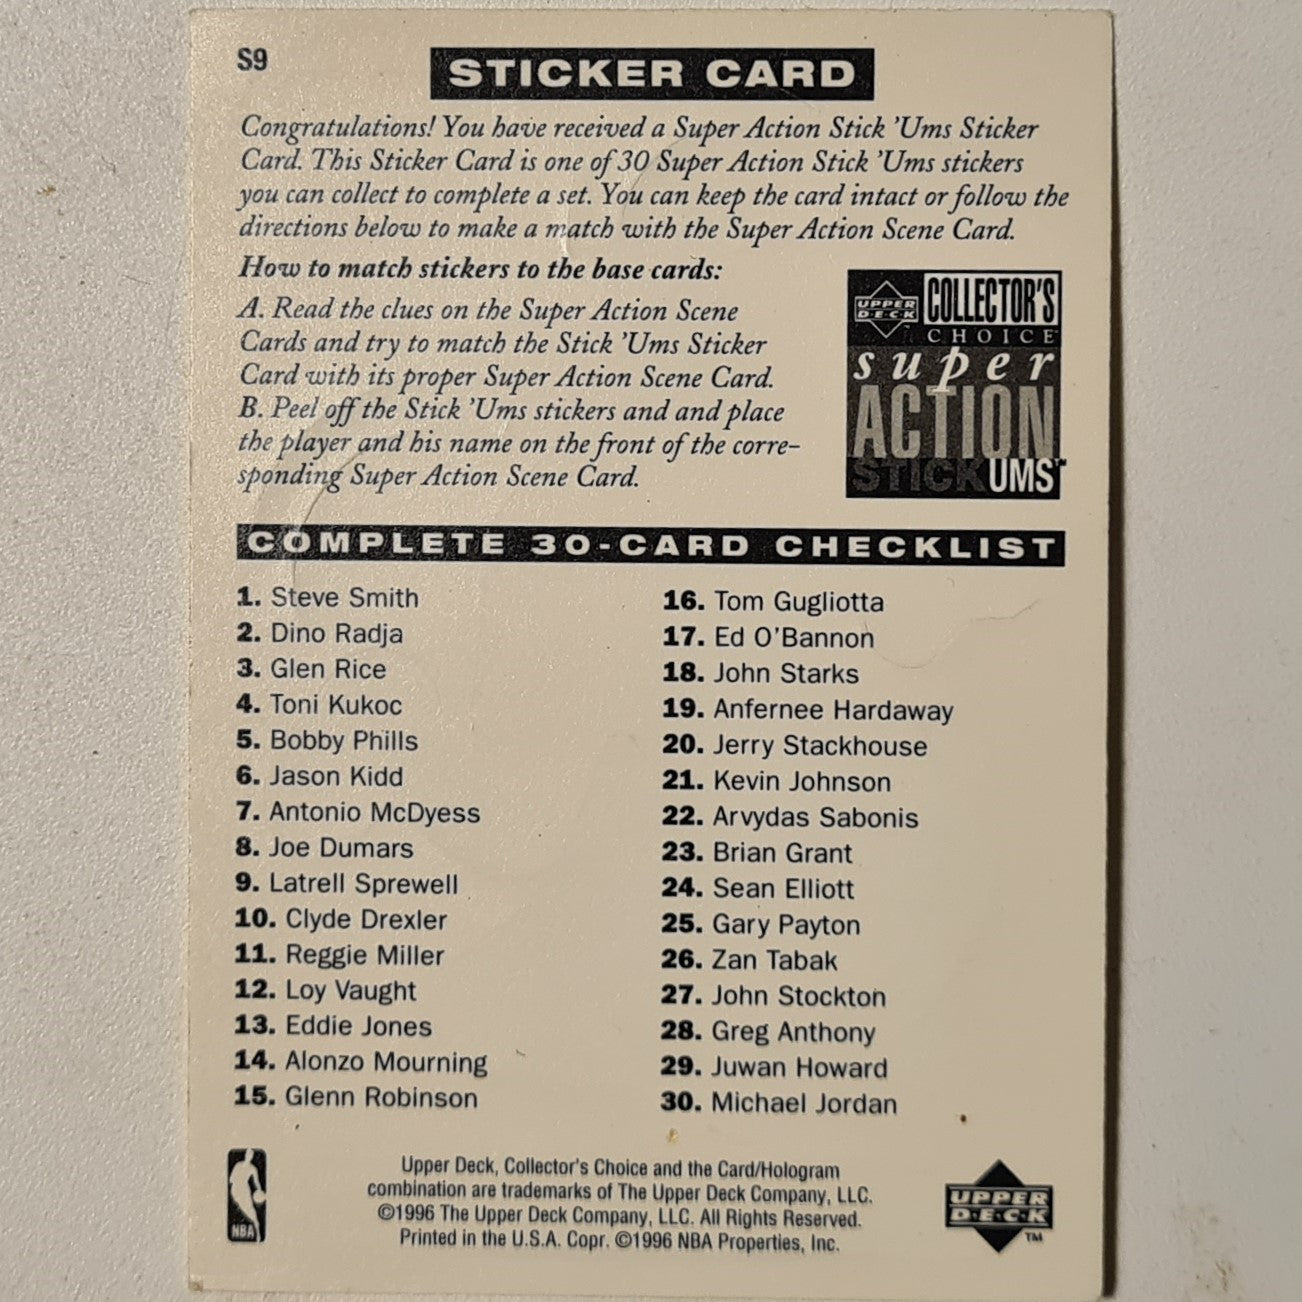 S9
STICKER CARD
Congratulations! You have received a Super Action Stick 'Ums Sticker
Card. This Sticker Card is one of 30 Super Action Stick 'Ums stickers
you can collect to complete a set. You can keep the card intact or follow the
directions below to make a match with the Super Action Scene Card.
How to match stickers to the base cards:
A. Read the clues on the Super Action Scene
Cards and try to match the Stick 'Ums Sticker
Card with its proper Super Action Scene Card.
B. Peel off the Stick 'Ums stickers and and place
the player and his name on the front of the corre-
sponding Super Action Scene Card.
UPPER
DECK
COLLECTOR'S
CHOICE
super
ACTION
STICKUMS™
COMPLETE 30-CARD CHECKLIST
1. Steve Smith
2. Dino Radja
3. Glen Rice
4. Toni Kukoc
5. Bobby Phills
6. Jason Kidd
7. Antonio McDyess
8. Joe Dumars
9. Latrell Sprewell
10. Clyde Drexler
11. Reggie Miller
12. Loy Vaught
13. Eddie Jones
14. Alonzo Mourning
15. Glenn Robinson
16. Tom Gugliotta
17. Ed O'Bannon
18. John Starks
19. Anfernee Hardaway
20. Jerry Stackhouse
21. Kevin Johnson
22. Arvydas Sabonis
23. Brian Grant
24. Sean Elliott
25. Gary Payton
26. Zan Tabak
27. John Stockton
28. Greg Anthony
29. Juwan Howard
30. Michael Jordan
NBA
Upper Deck, Collector's Choice and the Card/Hologram
combination are trademarks of The Upper Deck Company, LLC.
©1996 The Upper Deck Company, LLC. All Rights Reserved.
Printed in the U.S.A. Copr. ©1996 NBA Properties, Inc.
UPPER
DECK
TM